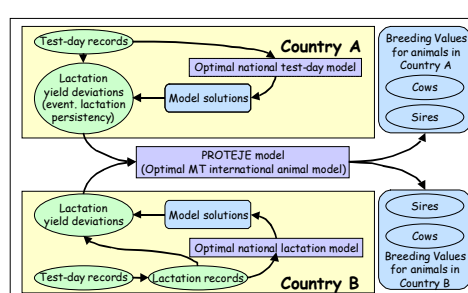 Test-day records
Country A
Optimal national test-day model
Lactation
yield deviations
(event. lactation
persistency)
Model solutions
Breeding Values
for animals in
Country A
Cows
Sires
PROTEJE model
(Optimal MT international animal model)
Lactation
yield deviations
Model solutions
Optimal national lactation model
Test-day records
Lactation records
Country B
Sires
Cows
Breeding Values
for animals in
Country B